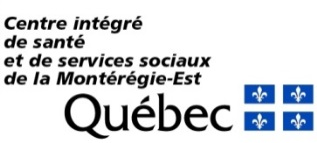 Centre intégré
de santé
et de services sociaux
de la Montérégie-Est
Québec